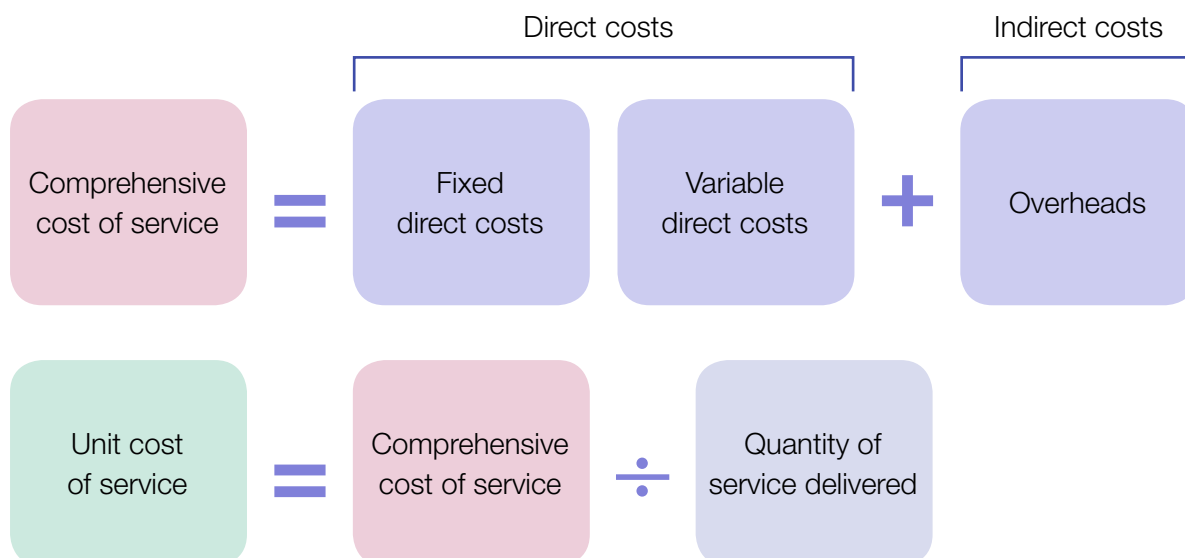 Direct costs
Indirect costs
Comprehensive
cost of service
=
Fixed
direct costs
Variable
direct costs
+
Overheads
Unit cost
of service
=
Comprehensive
cost of service
÷
Quantity of
service delivered